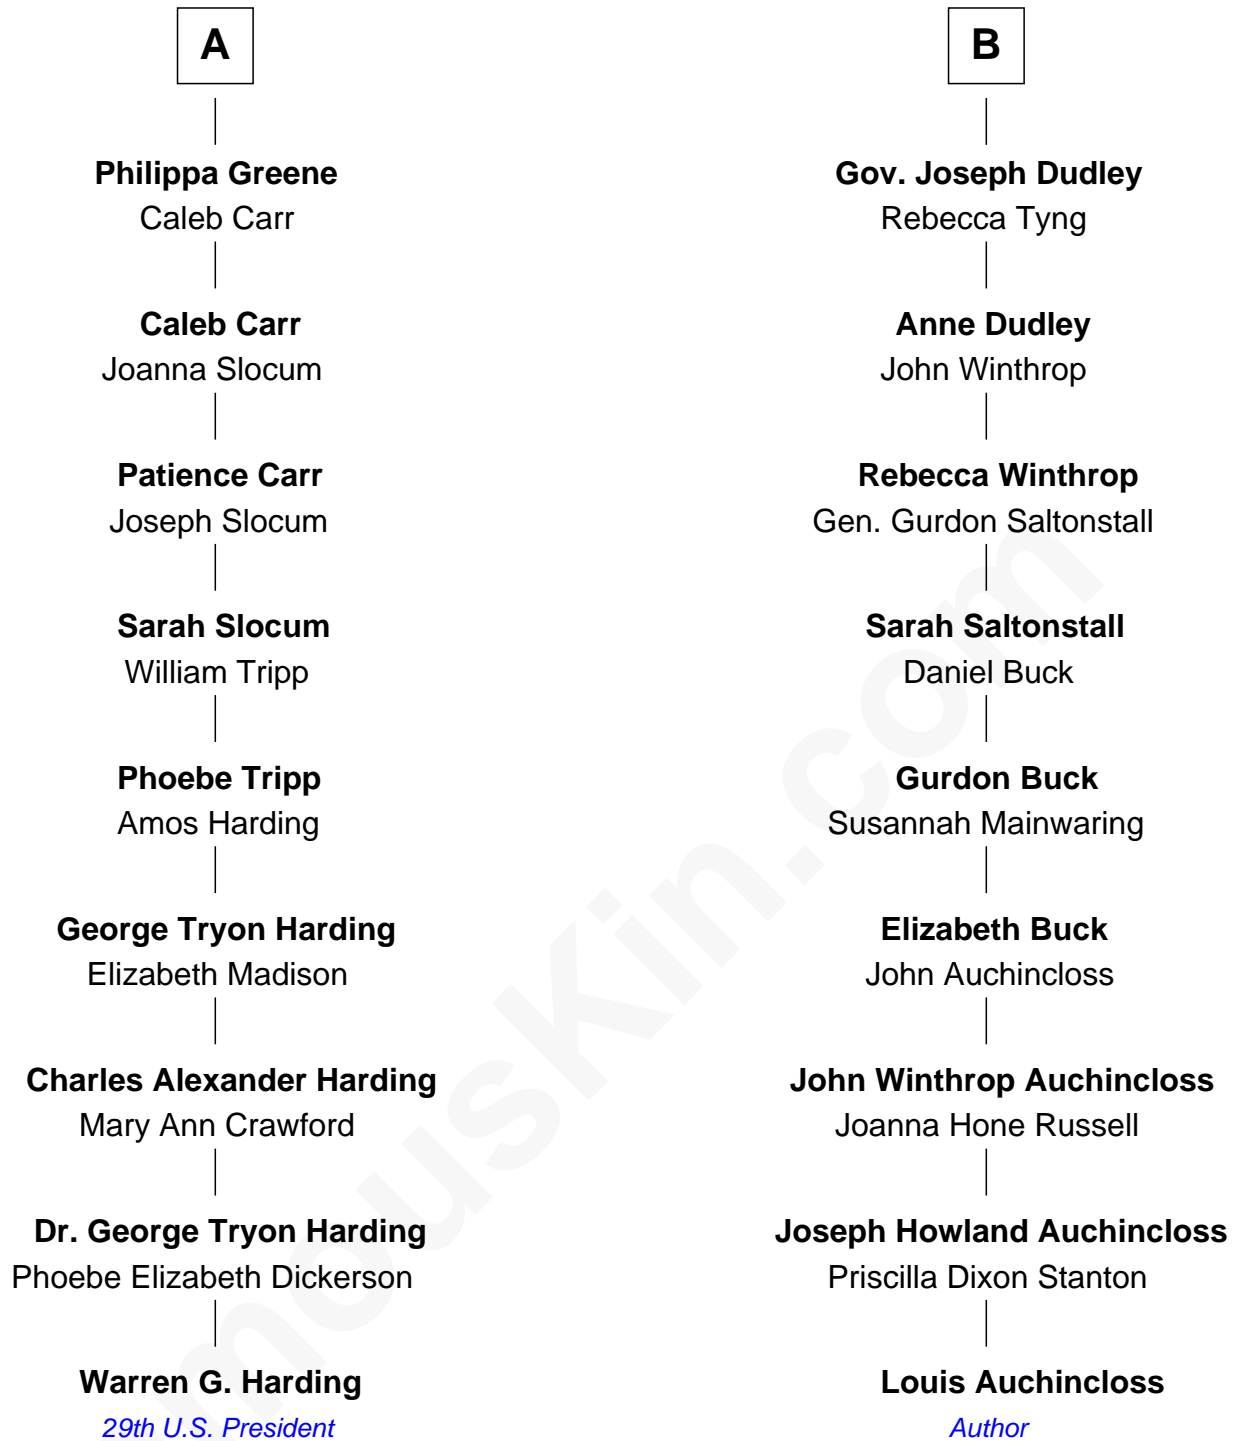 A
Philippa Greene
Caleb Carr
Caleb Carr
Joanna Slocum
Patience Carr
Joseph Slocum
Sarah Slocum
William Tripp
Phoebe Tripp
Amos Harding
George Tryon Harding
Elizabeth Madison
Charles Alexander Harding
Mary Ann Crawford
Dr. George Tryon Harding
Phoebe Elizabeth Dickerson
Warren G. Harding
29th U.S. President
B
Gov. Joseph Dudley
Rebecca Tyng
Anne Dudley
John Winthrop
Rebecca Winthrop
Gen. Gurdon Saltonstall
Sarah Saltonstall
Daniel Buck
Gurdon Buck
Susannah Mainwaring
Elizabeth Buck
John Auchincloss
John Winthrop Auchincloss
Joanna Hone Russell
Joseph Howland Auchincloss
Priscilla Dixon Stanton
Louis Auchincloss
Author
mousKin.com